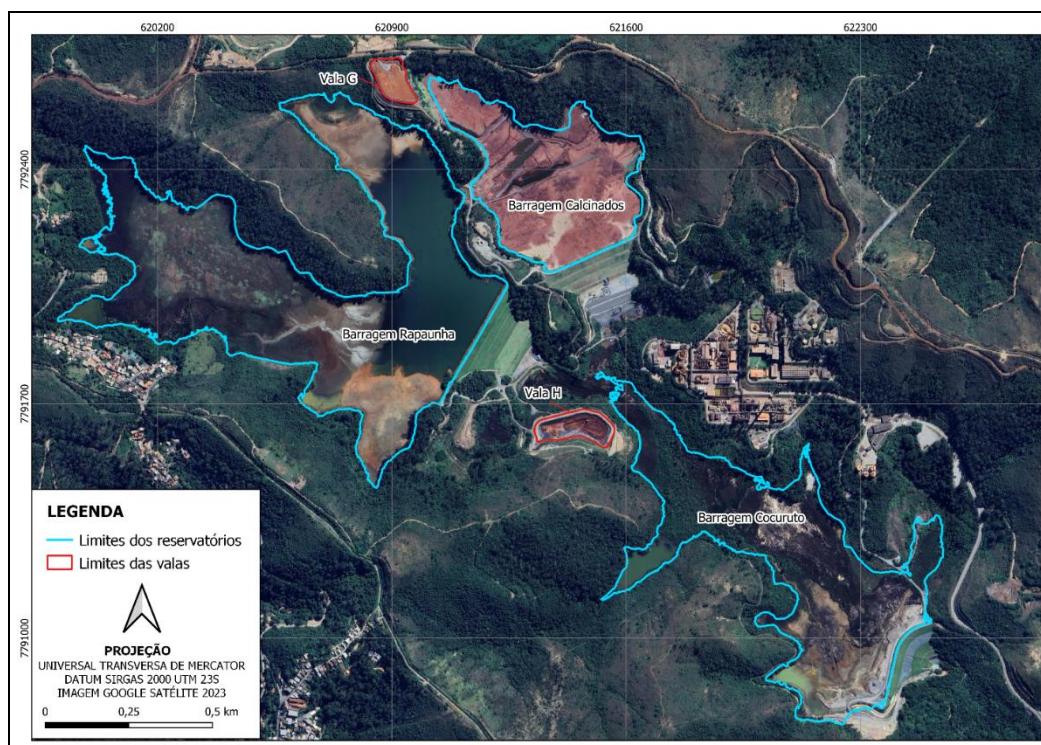 620200 620900 621600 622300
Vala G
7792400
Barragem Calcinados
Barragem Rapaunha
7791700
Vala H
Barragem Cocuruto
7791000
LEGENDA
Limites dos reservatórios
Limites das valas
PROJEÇÃO
UNIVERSAL TRANSVERSA DE MERCATOR
DATUM SIRGAS 2000 UTM 23S
IMAGEM GOOGLE SATÉLITE 2023
0 0,25 0,5 km